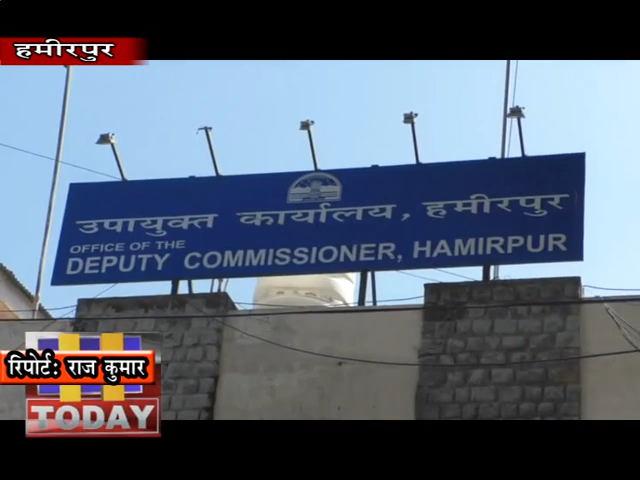 हमीरपुर
उपायुक्त कार्यालय, हमीरपुर
OFFICE OF THE
DEPUTY COMMISSIONER, HAMIRPUR
रिपोर्ट: राज कुमार
TODAY